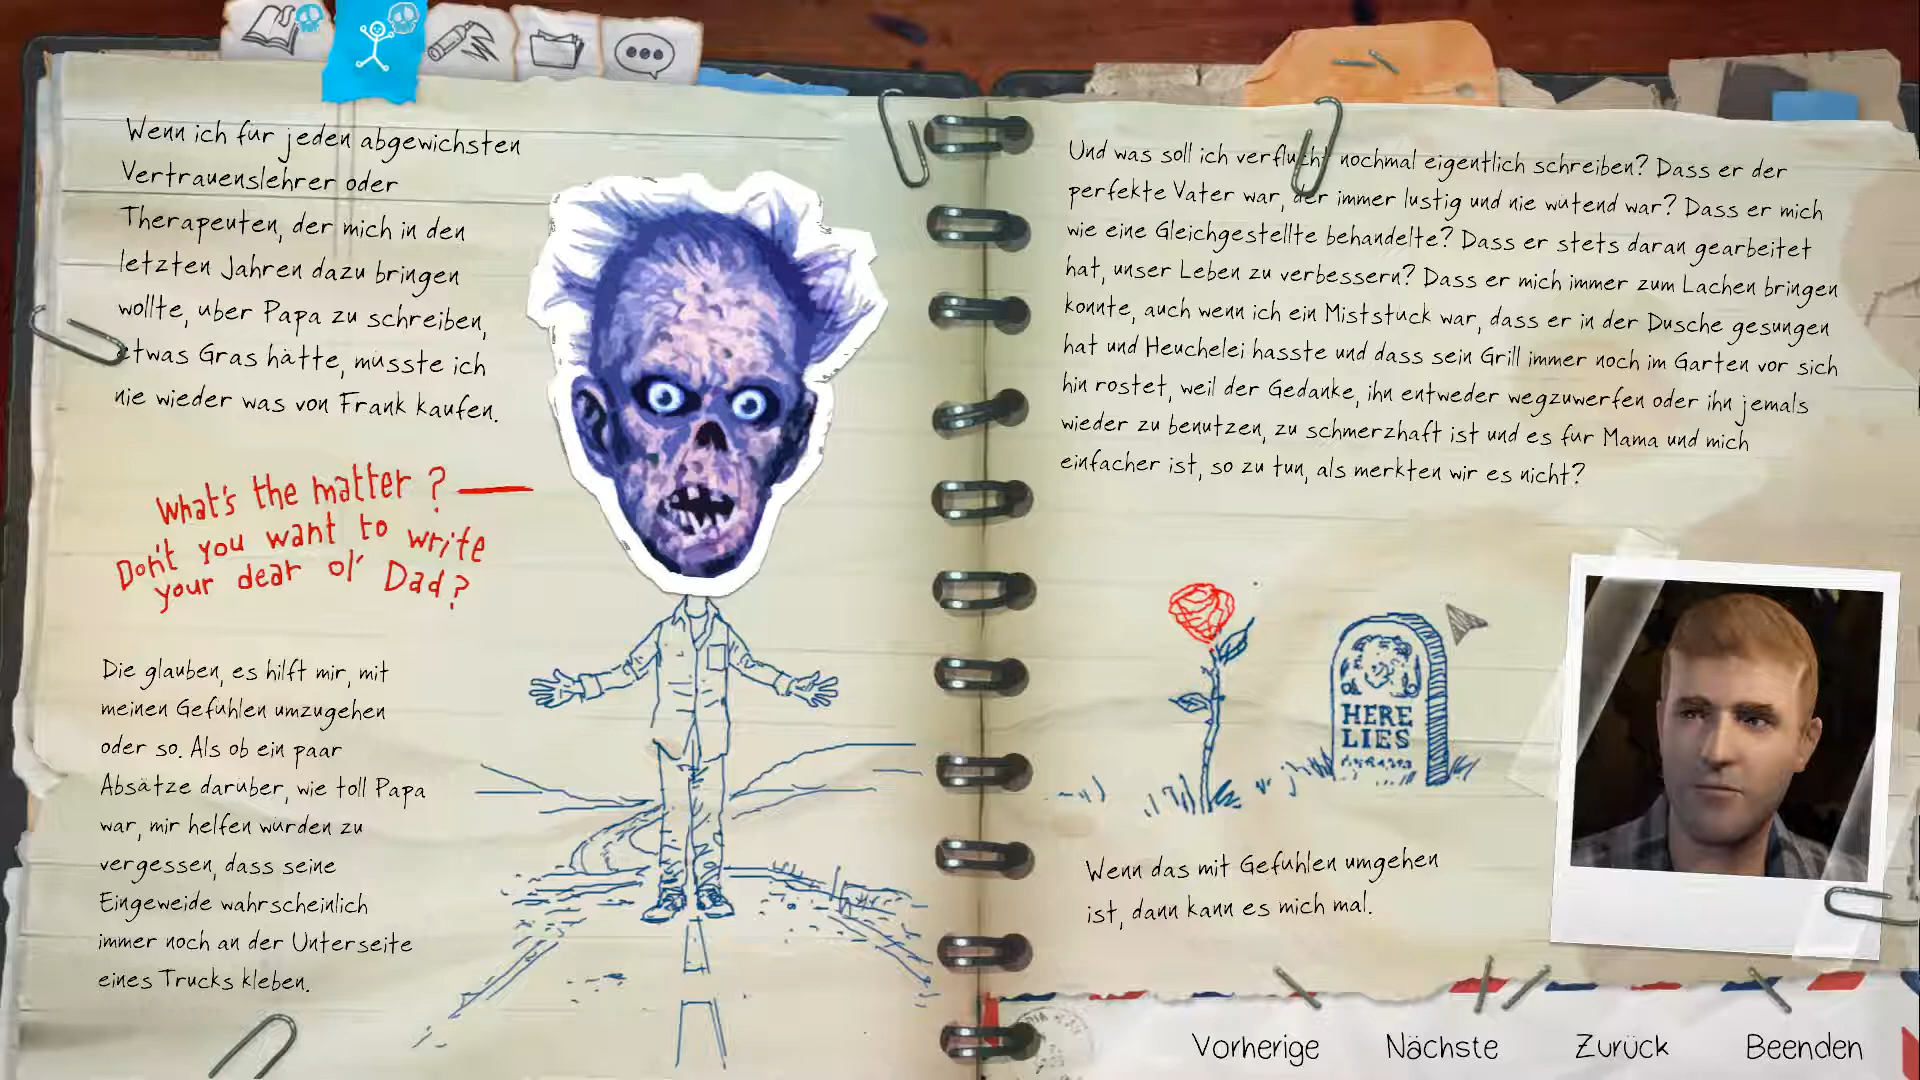 Wenn ich für jeden abgewichsten
Vertrauenslehrer oder
Therapeuten, der mich in den
letzten Jahren dazu bringen
wollte, uber Papa zu schreiben,
etwas Gras hätte, müsste ich
nie wieder was von Frank kaufen.
What's the matter?
Don't you want to write
your dear ol' Dad?
Die glauben, es hilft mir, mit
meinen Gefuhlen umzugehen
oder so. Als ob ein paar
Absätze daruber, wie toll Papa
war, mir helfen wurden zu
vergessen, dass seine
Eingeweide wahrscheinlich
immer noch an der Unterseite
eines Trucks kleben.
Und was soll ich verflucht nochmal eigentlich schreiben? Dass er der
perfekte Vater war, der immer lustig und nie wutend war? Dass er mich
wie eine Gleichgestellte behandelte? Dass er stets daran gearbeitet
hat, unser Leben zu verbessern? Dass er mich immer zum Lachen bringen
konnte, auch wenn ich ein Miststuck war, dass er in der Dusche gesungen
hat und Heuchelei hasste und dass sein Grill immer noch im Garten vor sich
hin rostet, weil der Gedanke, ihn entweder wegzuwerfen oder ihn jemals
wieder zu benutzen, zu schmerzhaft ist und es fur Mama und mich
einfacher ist, so zu tun, als merkten wir es nicht?
HERE
LIES
Wenn das mit Gefuhlen umgehen
ist, dann kann es mich mal.
Vorherige Nächste Zurück Beenden